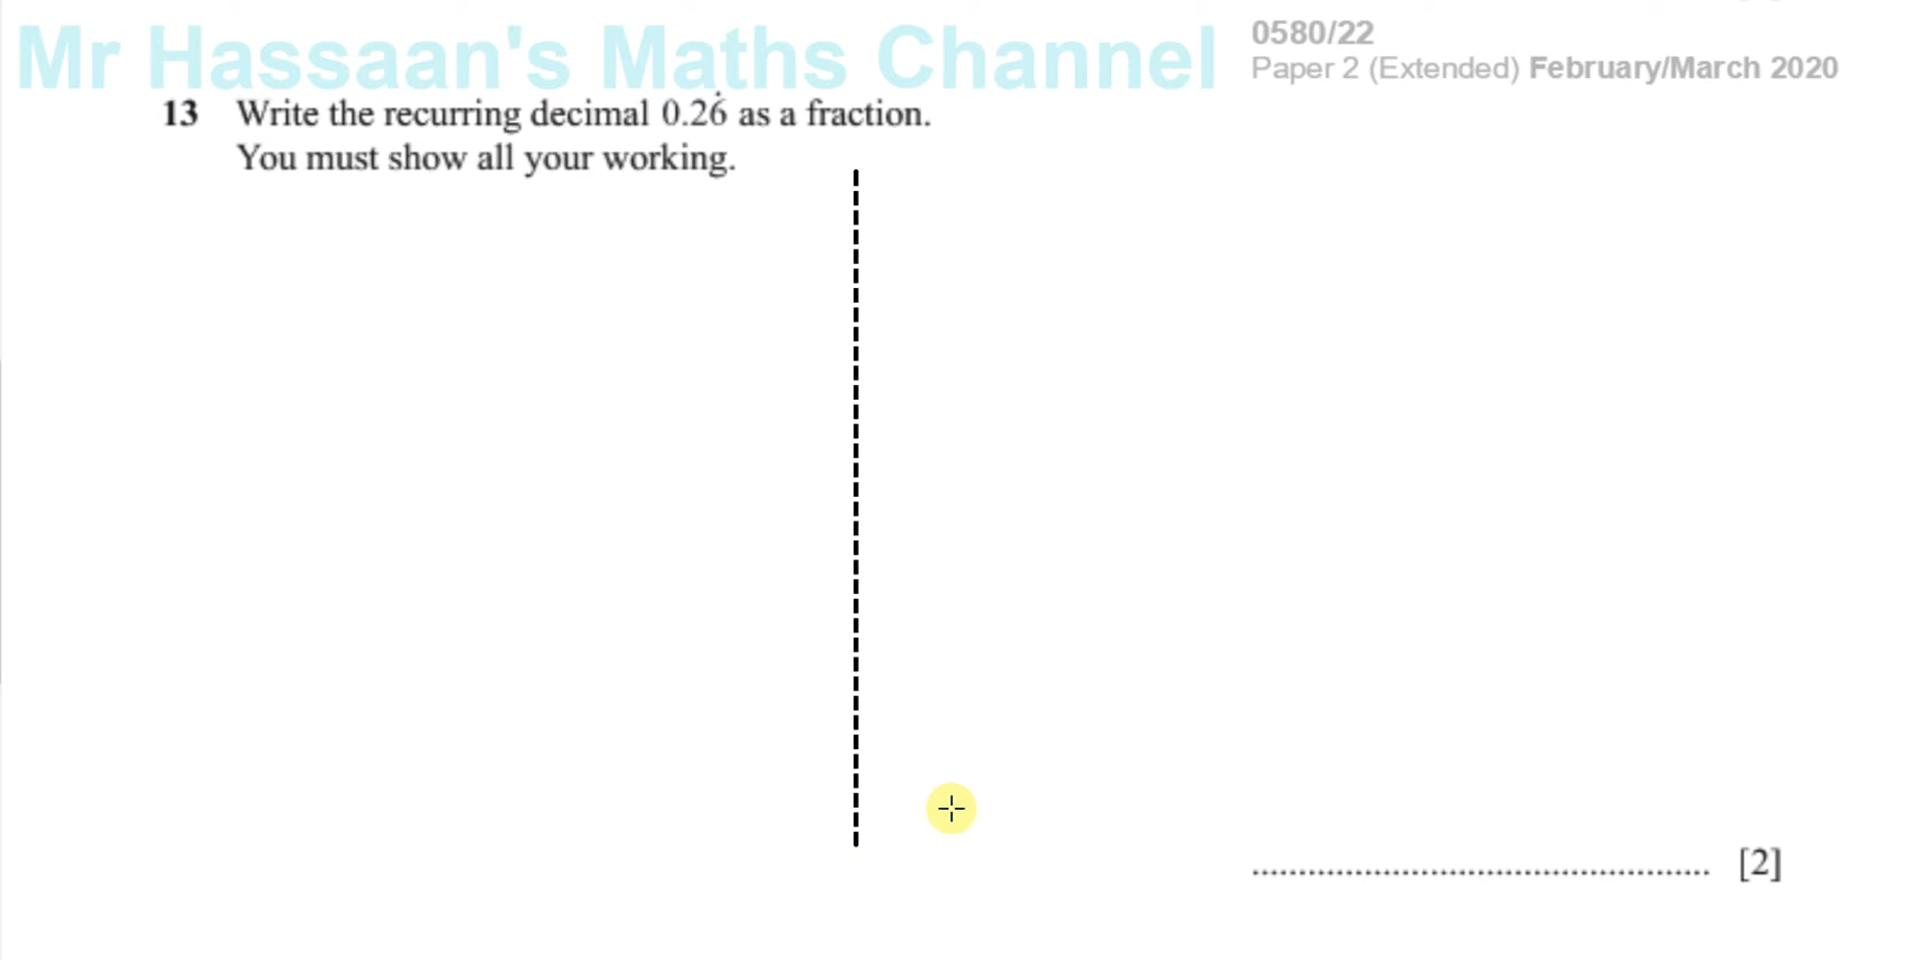 Mr Hassaan's Maths Channel
0580/22
Paper 2 (Extended) February/March 2020
13 Write the recurring decimal 0.26̇ as a fraction.
You must show all your working.
.................................................. [2]